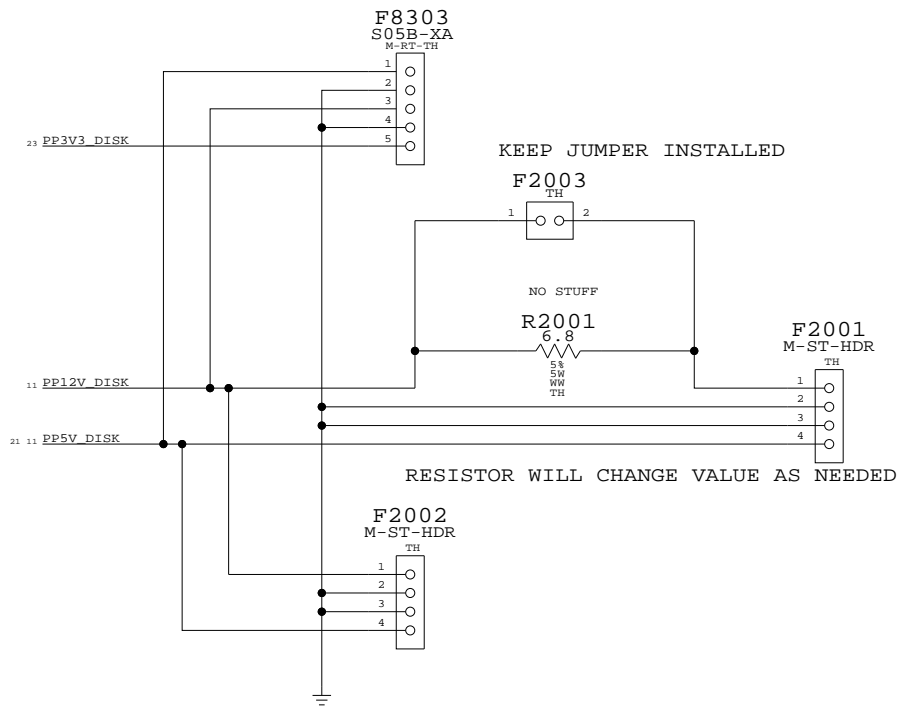 F8303
S05B-XA
M-RT-TH
1
2
3
4
5
23 PP3V3_DISK
KEEP JUMPER INSTALLED
F2003
TH
1 2
NO STUFF
R2001
6.8
5%
5W
WW
TH
F2001
M-ST-HDR
TH
1
2
3
4
11 PP12V_DISK
21 11 PP5V_DISK
RESISTOR WILL CHANGE VALUE AS NEEDED
F2002
M-ST-HDR
TH
1
2
3
4